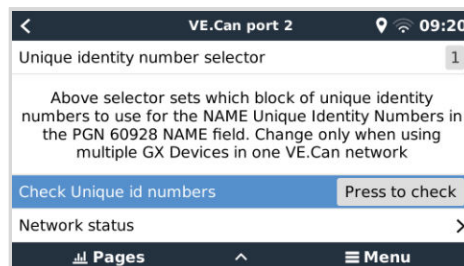 VE.Can port 2 09:20
Unique identity number selector 1
Above selector sets which block of unique identity
numbers to use for the NAME Unique Identity Numbers in
the PGN 60928 NAME field. Change only when using
multiple GX Devices in one VE.Can network
Check Unique id numbers Press to check
Network status
Pages Menu